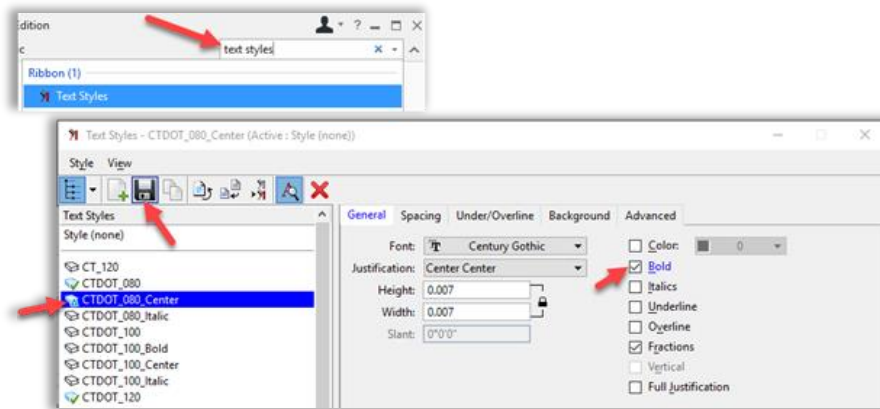 Edition
c
text styles
Ribbon (1)
Text Styles
Text Styles - CTDOT_080_Center (Active : Style (none))
Style View
Text Styles
Style (none)
CT_120
CTDOT_080
CTDOT_080_Center
CTDOT_080_Italic
CTDOT_100
CTDOT_100_Bold
CTDOT_100_Center
CTDOT_100_Italic
CTDOT_120
General Spacing Under/Overline Background Advanced
Font: Century Gothic
Justification: Center Center
Height: 0.007
Width: 0.007
Slant: 0°0'0"
Color: 0
Bold
Italics
Underline
Overline
Fractions
Vertical
Full Justification